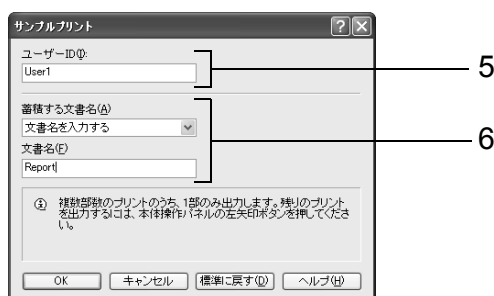 サンプルプリント
ユーザーID(I):
User1
5
蓄積する文書名(A)
文書名を入力する
6
文書名(F)
Report
複数部数のプリントのうち、1部のみ出力します。残りのプリント
を出力するには、本体操作パネルの左矢印ボタンを押してくださ
い。
OK キャンセル 標準に戻す(D) ヘルプ(H)